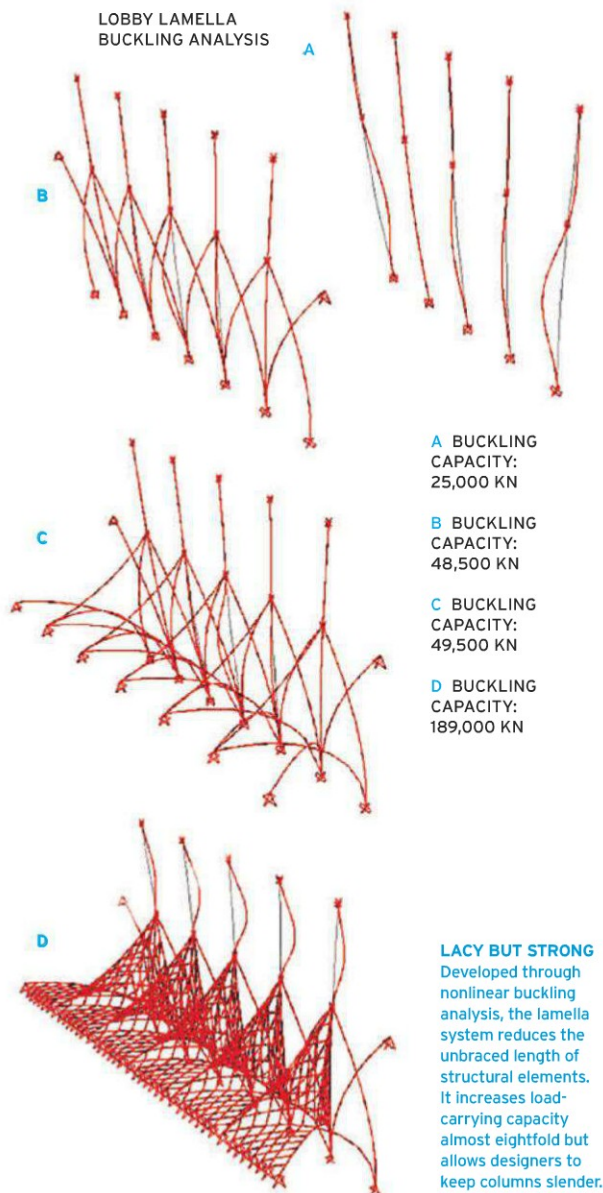 LOBBY LAMELLA
BUCKLING ANALYSIS
A
B
A BUCKLING
CAPACITY:
25,000 KN
B BUCKLING
CAPACITY:
48,500 KN
C
C BUCKLING
CAPACITY:
49,500 KN
D BUCKLING
CAPACITY:
189,000 KN
D
LACY BUT STRONG
Developed through
nonlinear buckling
analysis, the lamella
system reduces the
unbraced length of
structural elements.
It increases load-
carrying capacity
almost eightfold but
allows designers to
keep columns slender.